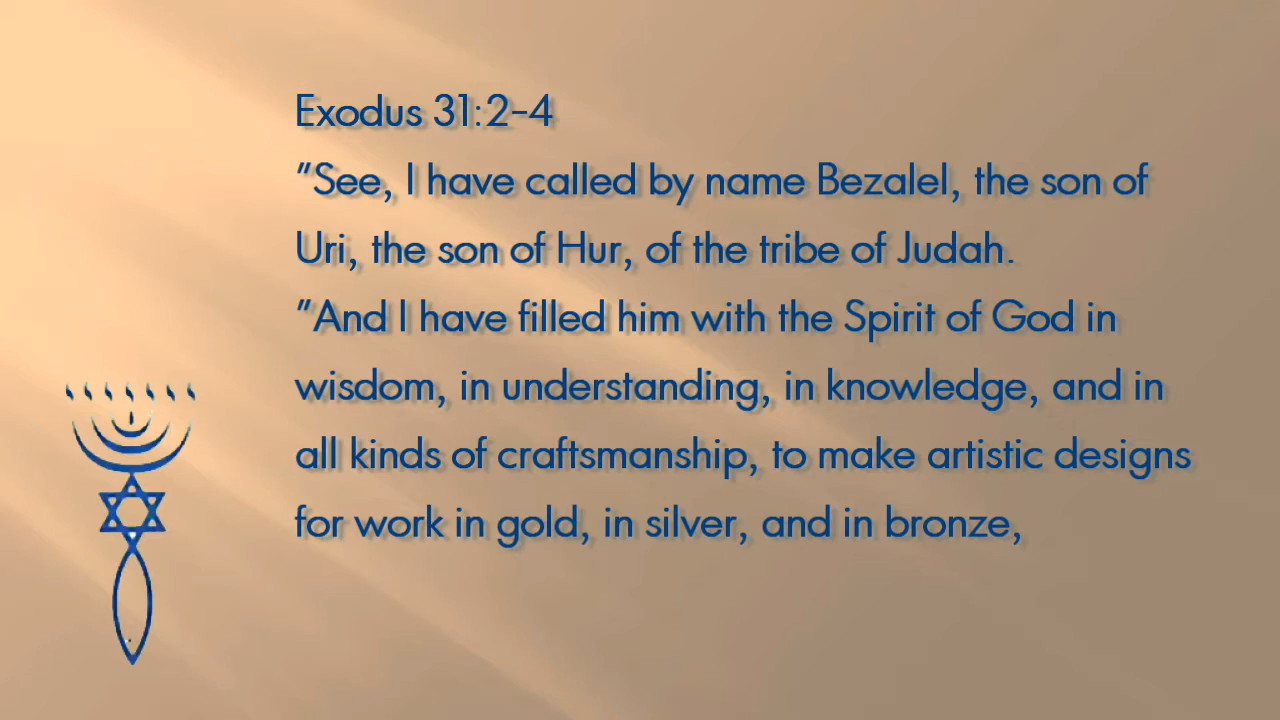 Exodus 31:2–4
"See, I have called by name Bezalel, the son of
Uri, the son of Hur, of the tribe of Judah.
"And I have filled him with the Spirit of God in
wisdom, in understanding, in knowledge, and in
all kinds of craftsmanship, to make artistic designs
for work in gold, in silver, and in bronze,